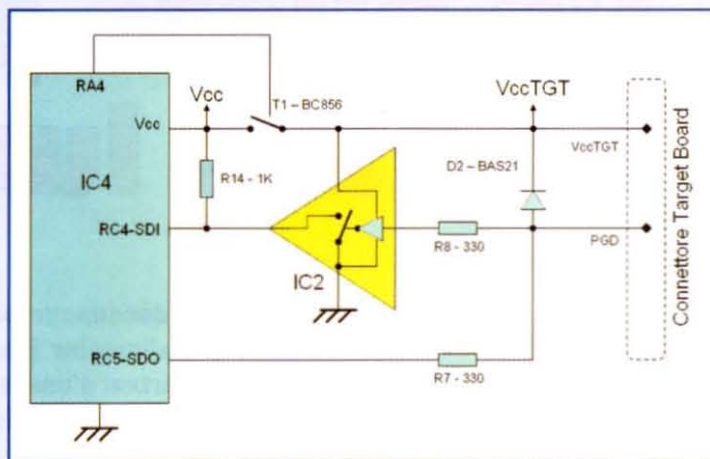 RA4
Vcc
T1 – BC856
VccTGT
Vcc
VccTGT
R14 - 1K
D2 – BAS21
IC4
RC4-SDI
R8 - 330
PGD
IC2
RC5-SDO
R7 - 330
Connettore Target Board